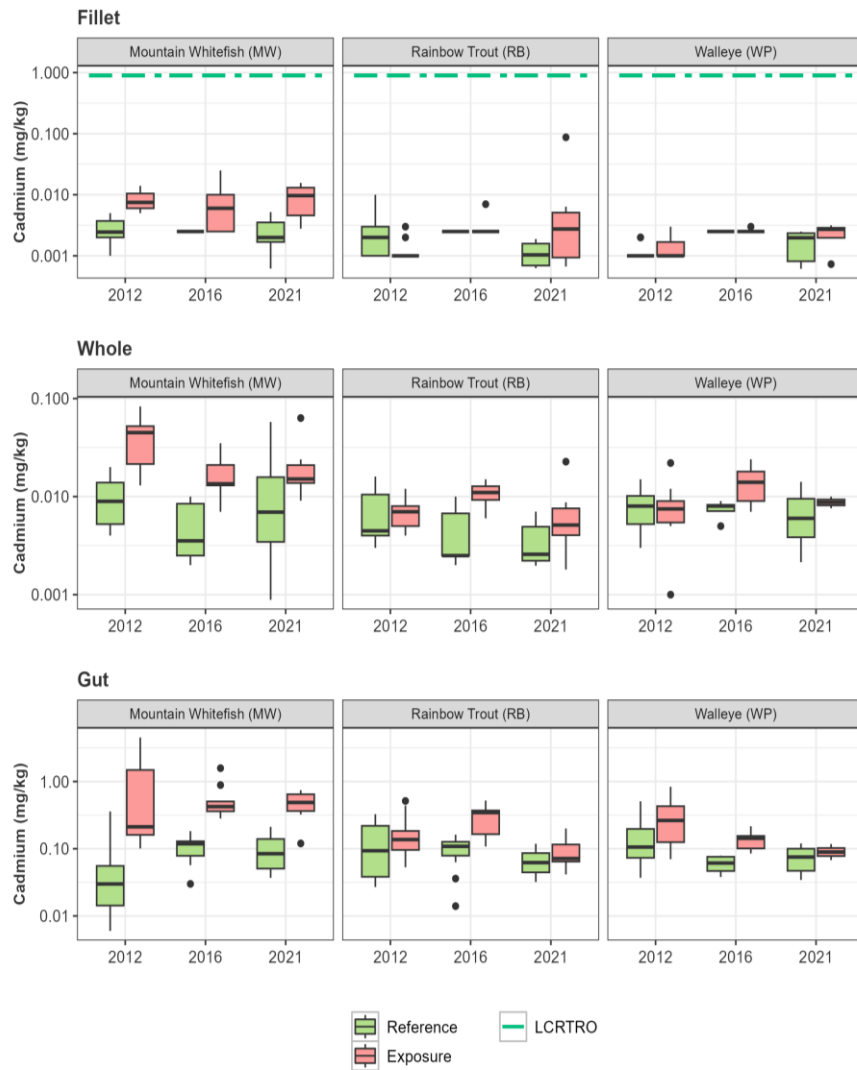 Fillet
Mountain Whitefish (MW) Rainbow Trout (RB) Walleye (WP)
Cadmium (mg/kg)
1.000
0.100
0.010
0.001
2012 2016 2021 2012 2016 2021 2012 2016 2021
Whole
Mountain Whitefish (MW) Rainbow Trout (RB) Walleye (WP)
Cadmium (mg/kg)
0.100
0.010
0.001
2012 2016 2021 2012 2016 2021 2012 2016 2021
Gut
Mountain Whitefish (MW) Rainbow Trout (RB) Walleye (WP)
Cadmium (mg/kg)
1.00
0.10
0.01
2012 2016 2021 2012 2016 2021 2012 2016 2021
Reference LCRTRO
Exposure